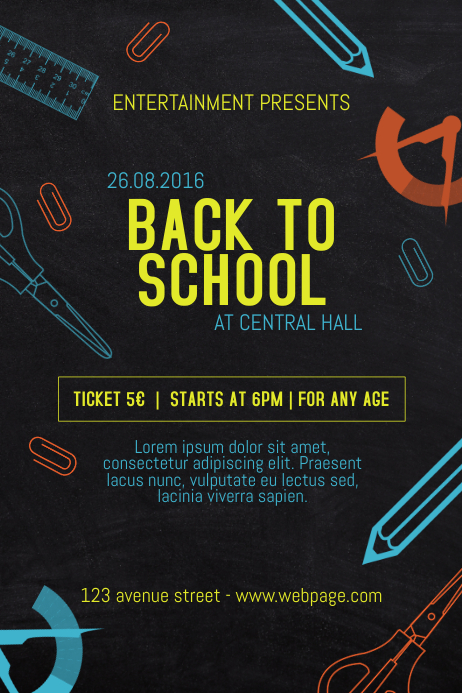 ENTERTAINMENT PRESENTS
26.08.2016
BACK TO
SCHOOL
AT CENTRAL HALL
TICKET 5€ | STARTS AT 6PM | FOR ANY AGE
Lorem ipsum dolor sit amet,
consectetur adipiscing elit. Praesent
lacus nunc, vulputate eu lectus sed,
lacinia viverra sapien.
123 avenue street - www.webpage.com